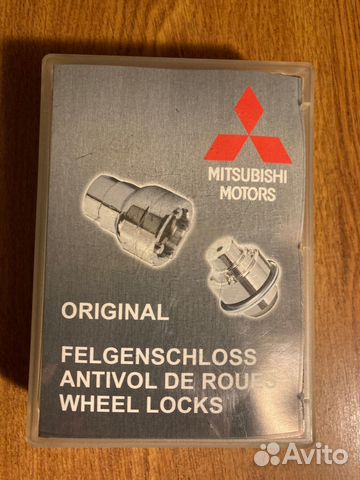 MITSUBISHI
MOTORS
ORIGINAL
FELGENSCHLOSS
ANTIVOL DE ROUES
WHEEL LOCKS
Avito